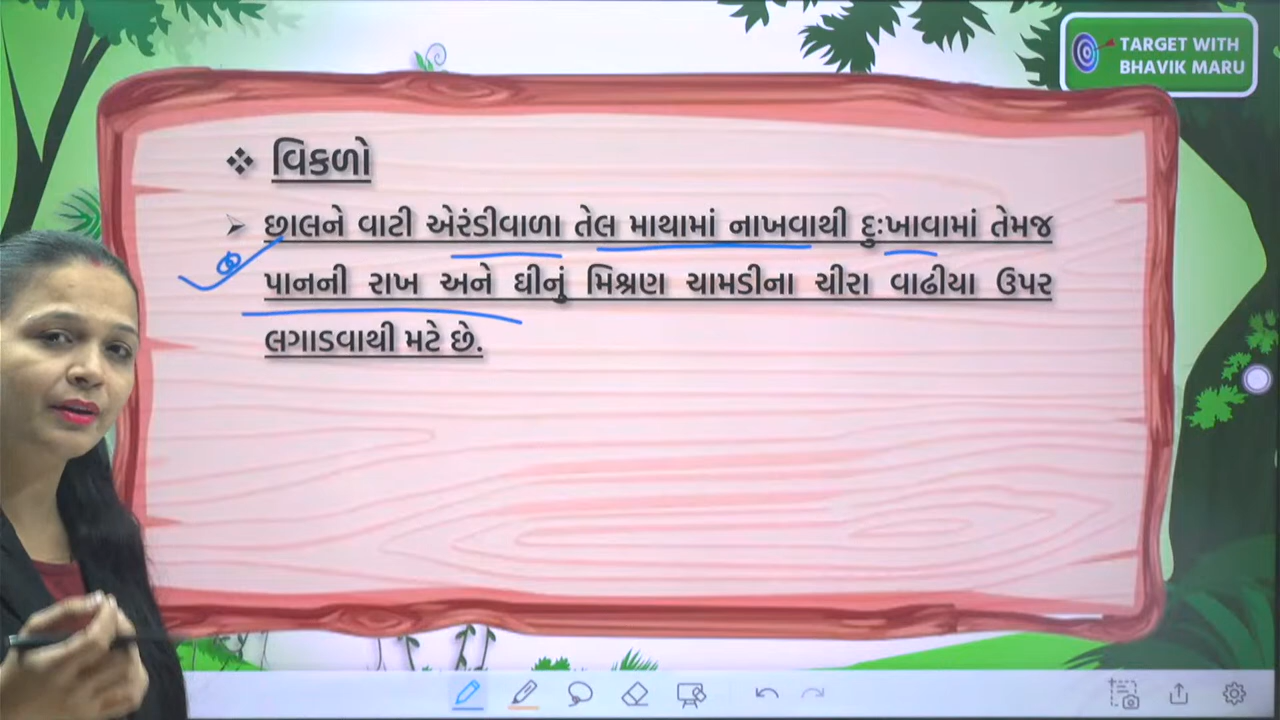 TARGET WITH
BHAVIK MARU
❖ વિકળો
➢ છાલને વાટી એરંડીવાળા તેલ માથામાં નાખવાથી દુઃખાવામાં તેમજ
પાનની રાખ અને ઘીનું મિશ્રણ ચામડીના ચીરા વાઢીયા ઉપર
લગાડવાથી મટે છે.